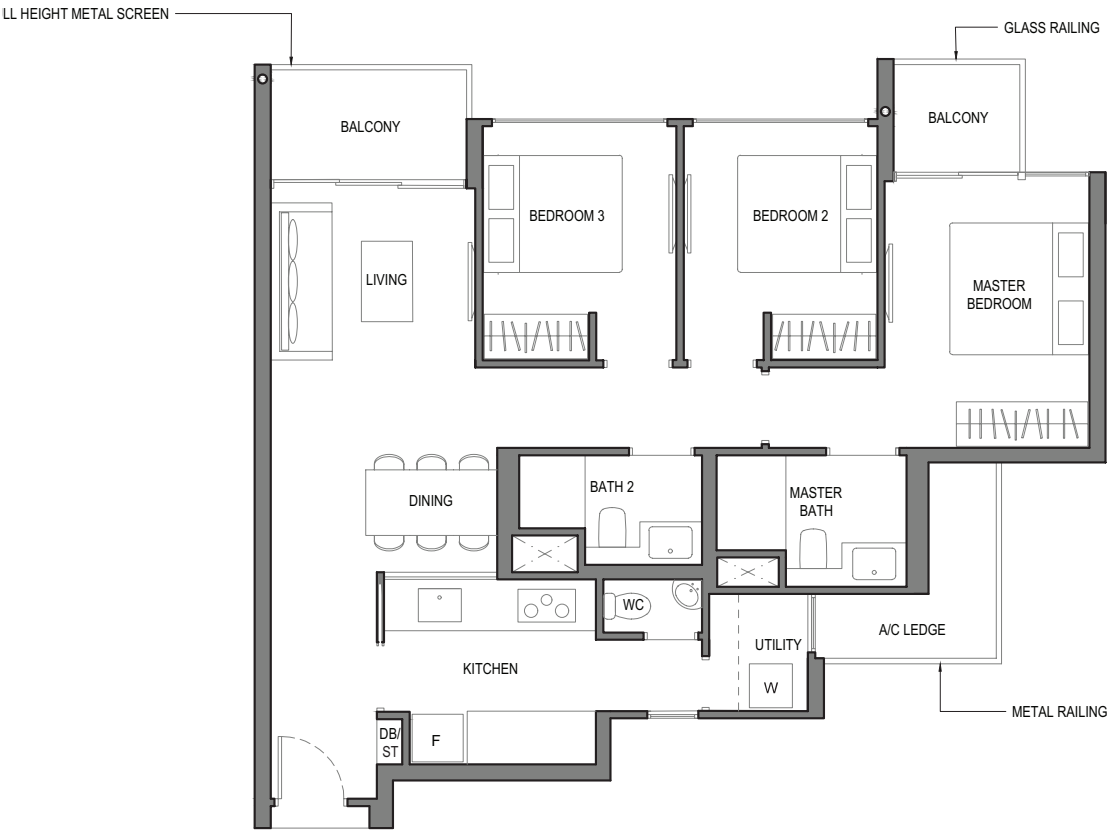 LL HEIGHT METAL SCREEN
GLASS RAILING
BALCONY
BALCONY
BEDROOM 3
BEDROOM 2
LIVING
MASTER
BEDROOM
BATH 2
MASTER
BATH
DINING
WC
A/C LEDGE
UTILITY
KITCHEN
W
METAL RAILING
DB/
ST
F